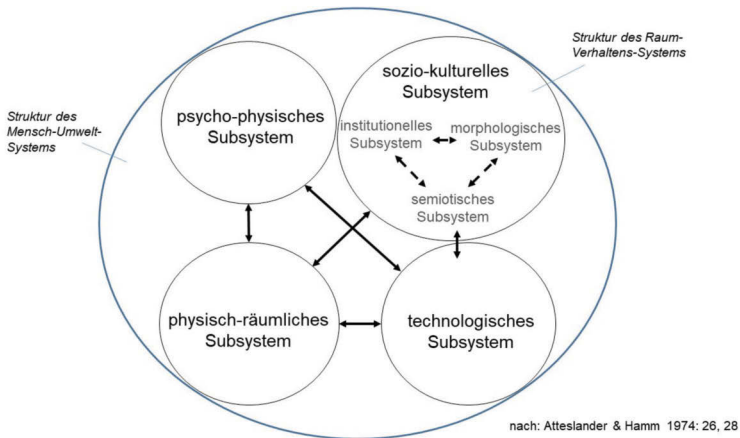 Struktur des Raum-
Verhaltens-Systems
sozio-kulturelles
Subsystem
psycho-physisches
Subsystem
Struktur des
Mensch-Umwelt-
Systems
institutionelles
Subsystem
morphologisches
Subsystem
semiotisches
Subsystem
physisch-räumliches
Subsystem
technologisches
Subsystem
nach: Atteslander & Hamm 1974: 26, 28